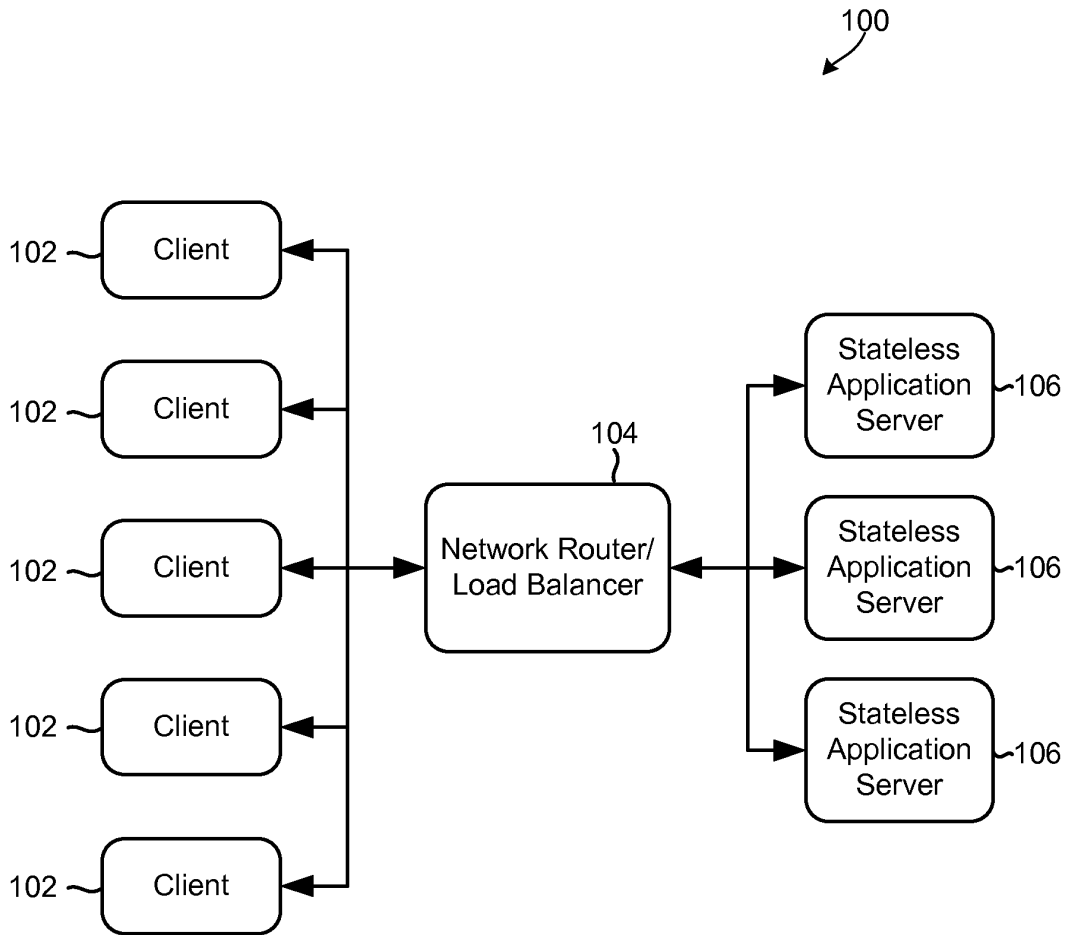 100
102
Client
102
Client
102
Client
102
Client
102
Client
104
Network Router/
Load Balancer
Stateless
Application
Server
106
Stateless
Application
Server
106
Stateless
Application
Server
106